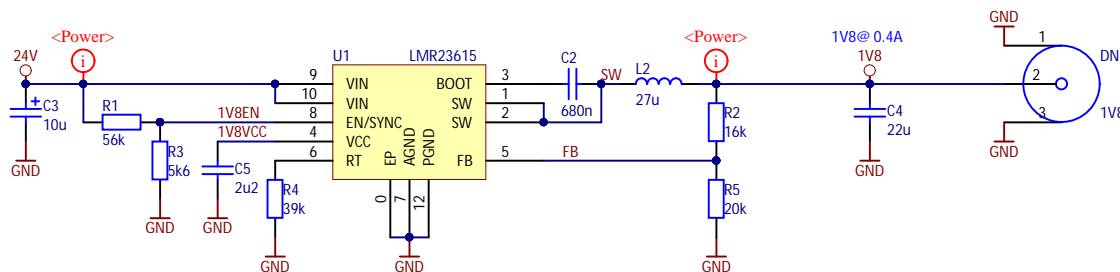 <Power>
24V
i
C3
10u
+
GND
R1
56k
R3
5k6
GND
1V8EN
1V8VCC
C5
2u2
GND
R4
39k
GND
U1
LMR23615
9 VIN
10 VIN
8 EN/SYNC
4 VCC
6 RT
BOOT 3
SW 1
SW 2
FB 5
EP
AGND
PGND
0
7
12
GND
C2
680n
SW
L2
27u
FB
<Power>
i
R2
16k
R5
20k
GND
1V8@ 0.4A
1V8
C4
22u
GND
GND
1
2
3
GND
DN
1V8